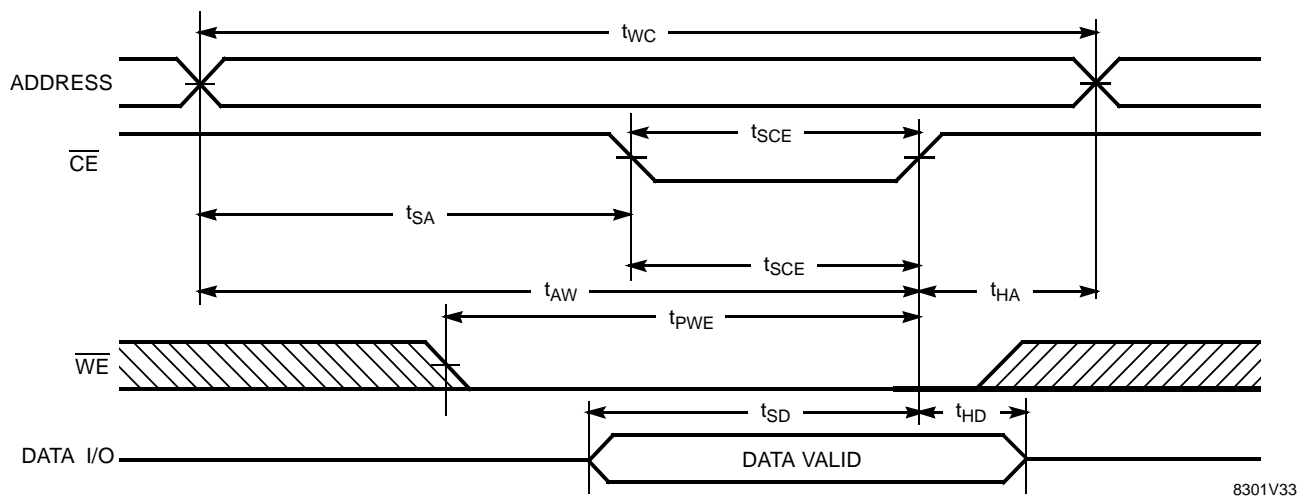 tWC
ADDRESS
tSCE
CE
tSA
tSCE
tAW
tHA
tPWE
WE
tSD
tHD
DATA I/O
DATA VALID
8301V33